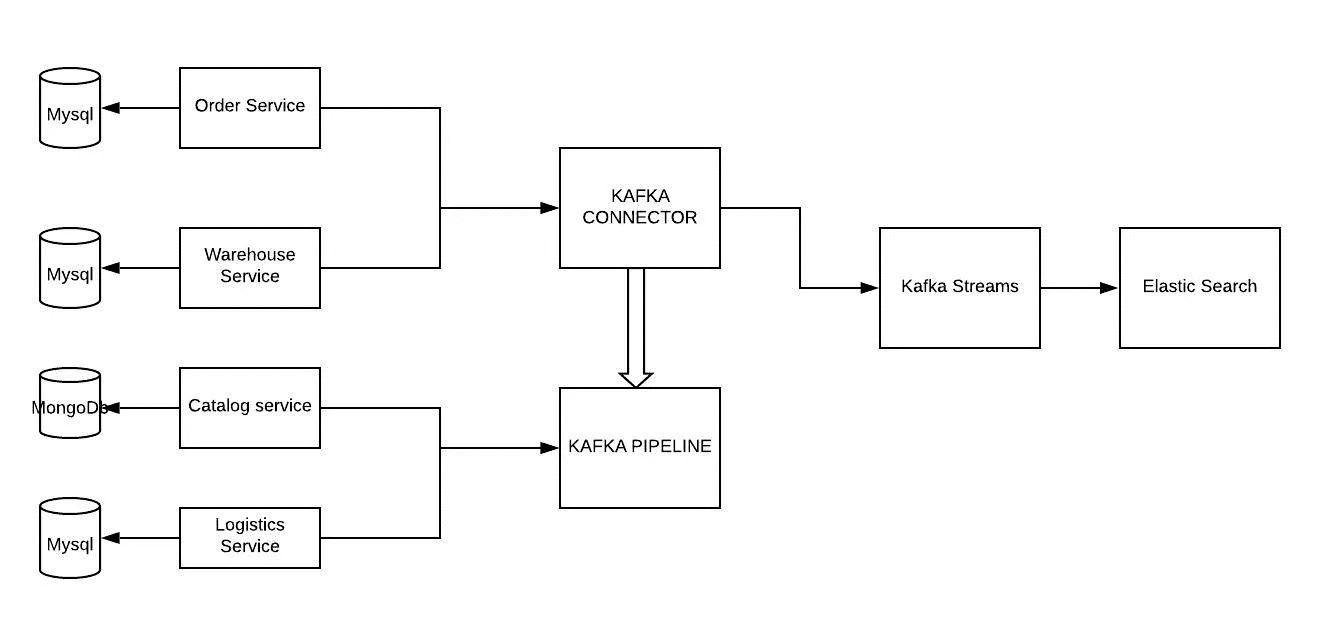 Mysql
Order Service
KAFKA
CONNECTOR
Mysql
Warehouse
Service
Kafka Streams
Elastic Search
MongoDb
Catalog service
KAFKA PIPELINE
Mysql
Logistics
Service